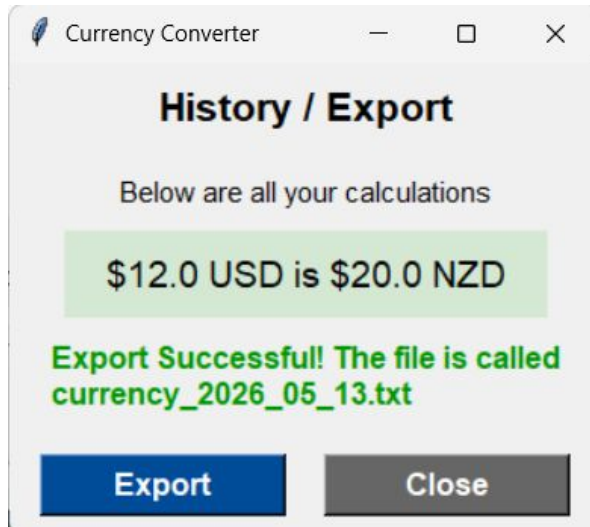 Currency Converter
History / Export
Below are all your calculations
$12.0 USD is $20.0 NZD
Export Successful! The file is called
currency_2026_05_13.txt
Export Close